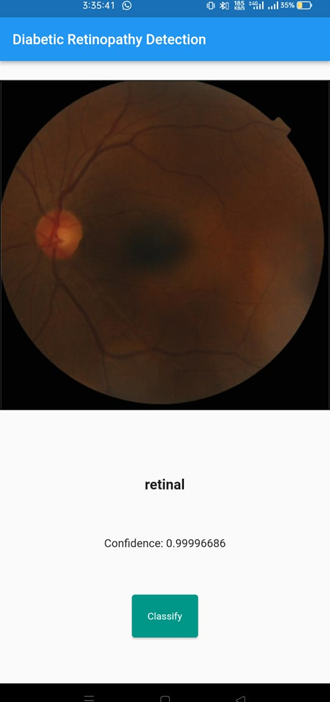 3:35:41
35%
Diabetic Retinopathy Detection
retinal
Confidence: 0.99996686
Classify